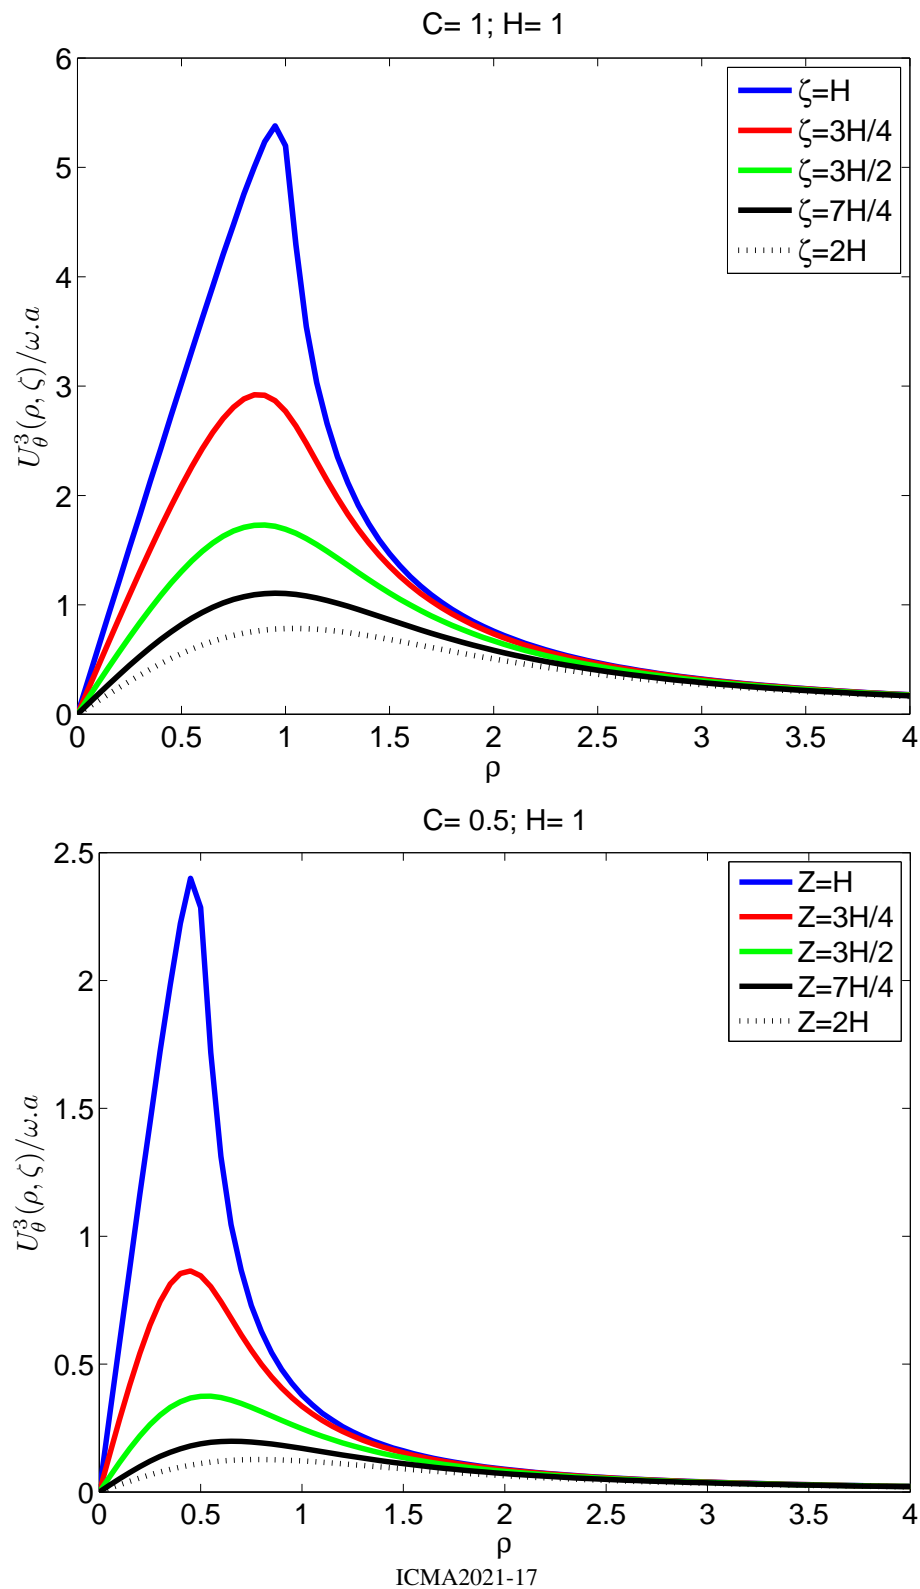 C= 1; H= 1
6
5
4
3
2
1
0
U_θ^3(ρ, ζ)/ω.a
ζ=H
ζ=3H/4
ζ=3H/2
ζ=7H/4
ζ=2H
0 0.5 1 1.5 2 2.5 3 3.5 4
ρ
C= 0.5; H= 1
2.5
2
1.5
1
0.5
0
U_θ^3(ρ, ζ)/ω.a
Z=H
Z=3H/4
Z=3H/2
Z=7H/4
Z=2H
0 0.5 1 1.5 2 2.5 3 3.5 4
ρ
ICMA2021-17